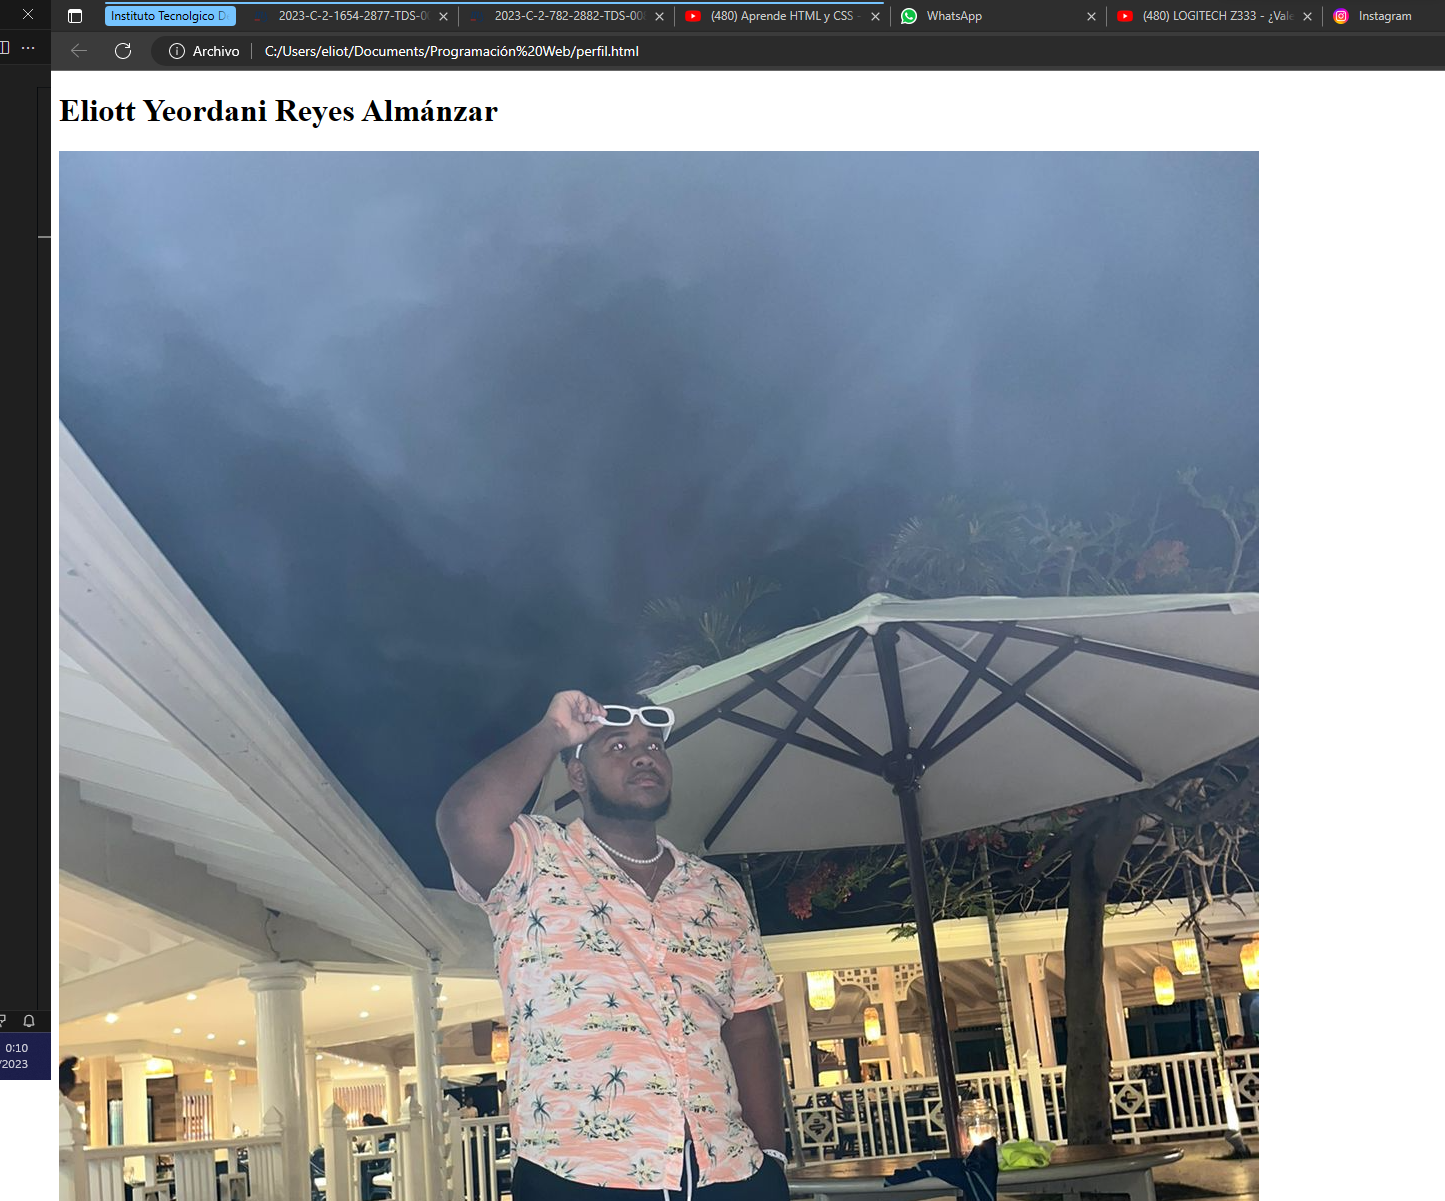 Instituto Tecnolgico D
2023-C-2-1654-2877-TDS-0
2023-C-2-782-2882-TDS-00
(480) Aprende HTML y CSS -
WhatsApp
(480) LOGITECH Z333 - ¿Vale
Instagram
Archivo
C:/Users/eliot/Documents/Programación%20Web/perfil.html
Eliott Yeordani Reyes Almánzar
0:10
/2023